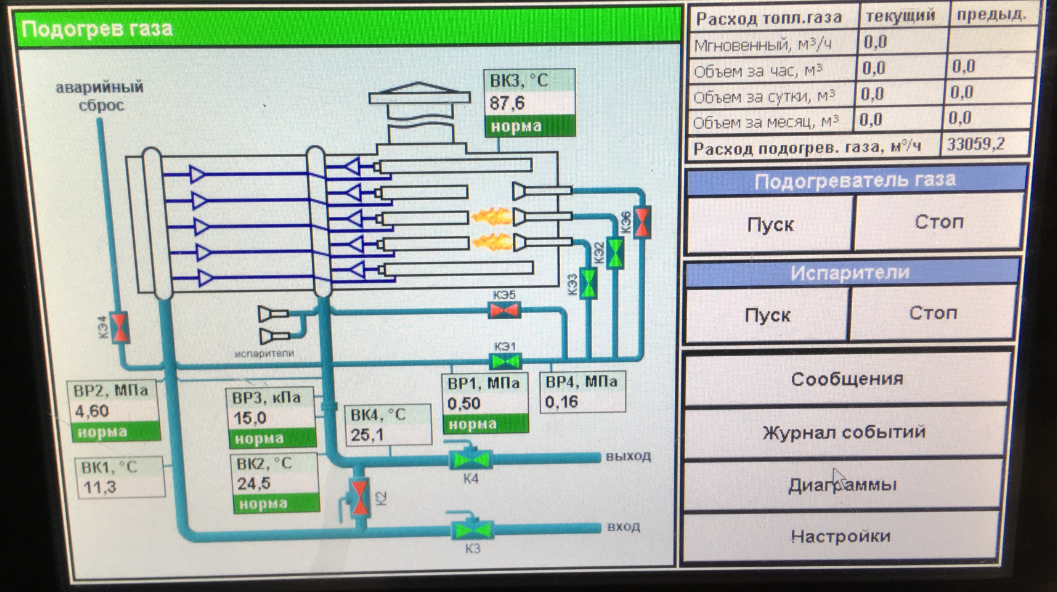 Подогрев газа
аварийный
сброс
ВК3, °С
87,6
норма
КЭ6
КЭ2
КЭ3
КЭ5
КЭ4
испарители
КЭ1
ВР2, МПа
4,60
норма
ВР3, кПа
15,0
норма
ВР1, МПа
0,50
норма
ВР4, МПа
0,16
ВК4, °С
25,1
ВК1, °С
11,3
ВК2, °С
24,5
норма
выход
К4
К2
вход
К3
Расход топл.газа текущий предыд.
Мгновенный, м³/ч 0,0
Объем за час, м³ 0,0 0,0
Объем за сутки, м³ 0,0 0,0
Объем за месяц, м³ 0,0 0,0
Расход подогрев. газа, м³/ч 33059,2
Подогреватель газа
Пуск Стоп
Испарители
Пуск Стоп
Сообщения
Журнал событий
Диаграммы
Настройки